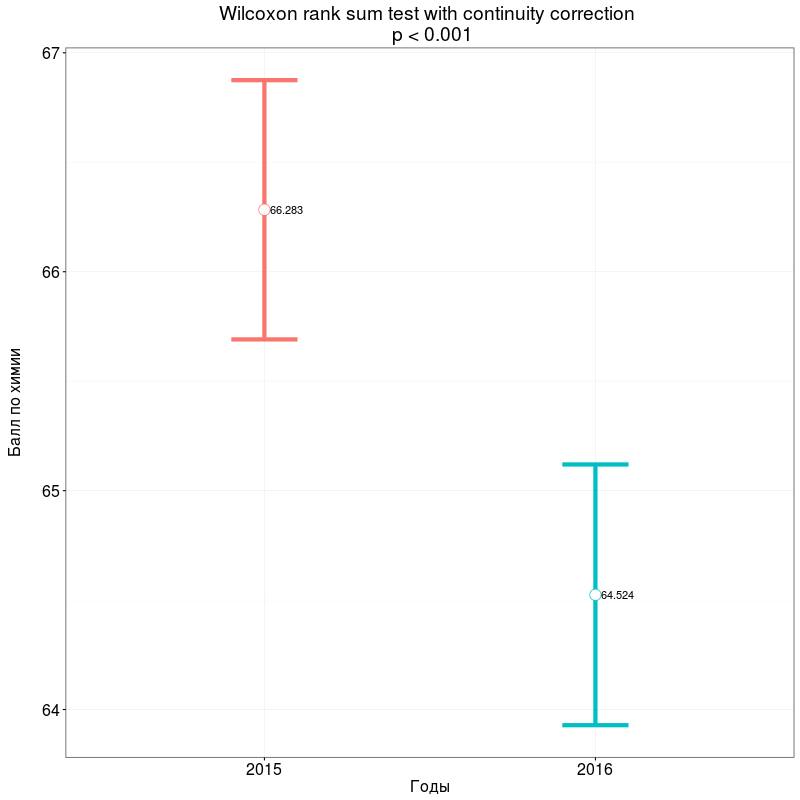 Wilcoxon rank sum test with continuity correction
p < 0.001
67
66
65
64
Балл по химии
66.283
64.524
2015
2016
Годы